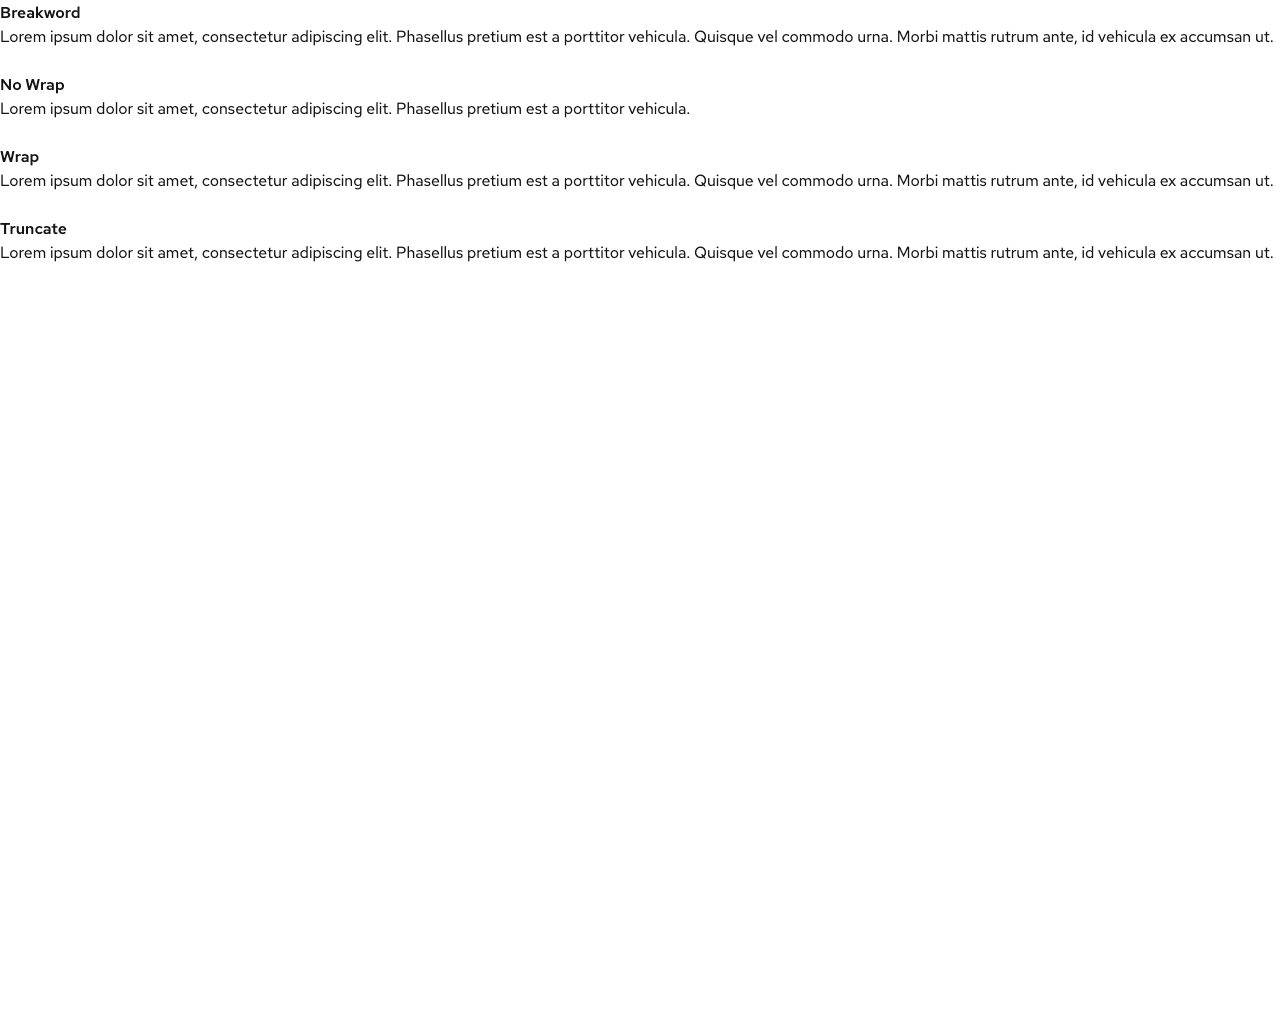 Breakword
Lorem ipsum dolor sit amet, consectetur adipiscing elit. Phasellus pretium est a porttitor vehicula. Quisque vel commodo urna. Morbi mattis rutrum ante, id vehicula ex accumsan ut.
No Wrap
Lorem ipsum dolor sit amet, consectetur adipiscing elit. Phasellus pretium est a porttitor vehicula.
Wrap
Lorem ipsum dolor sit amet, consectetur adipiscing elit. Phasellus pretium est a porttitor vehicula. Quisque vel commodo urna. Morbi mattis rutrum ante, id vehicula ex accumsan ut.
Truncate
Lorem ipsum dolor sit amet, consectetur adipiscing elit. Phasellus pretium est a porttitor vehicula. Quisque vel commodo urna. Morbi mattis rutrum ante, id vehicula ex accumsan ut.